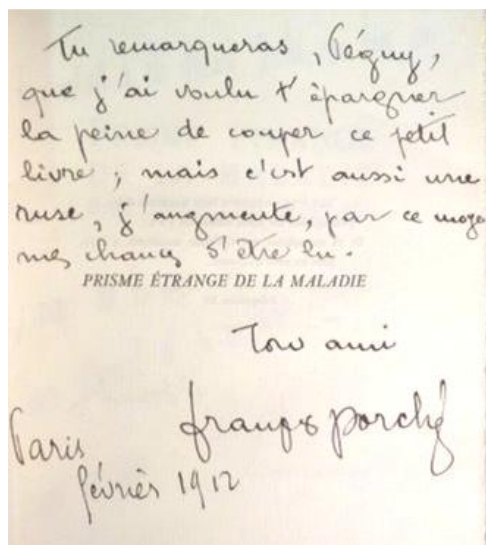 Tu remarqueras, Péguy,
que j'ai voulu t'épargner
la peine de couper ce petit
livre ; mais c'est aussi une
ruse, j'augmente, par ce moye
mes chances d'être lu.
PRISME ÉTRANGE DE LA MALADIE
Ton ami
françois porché
Paris
février 1912